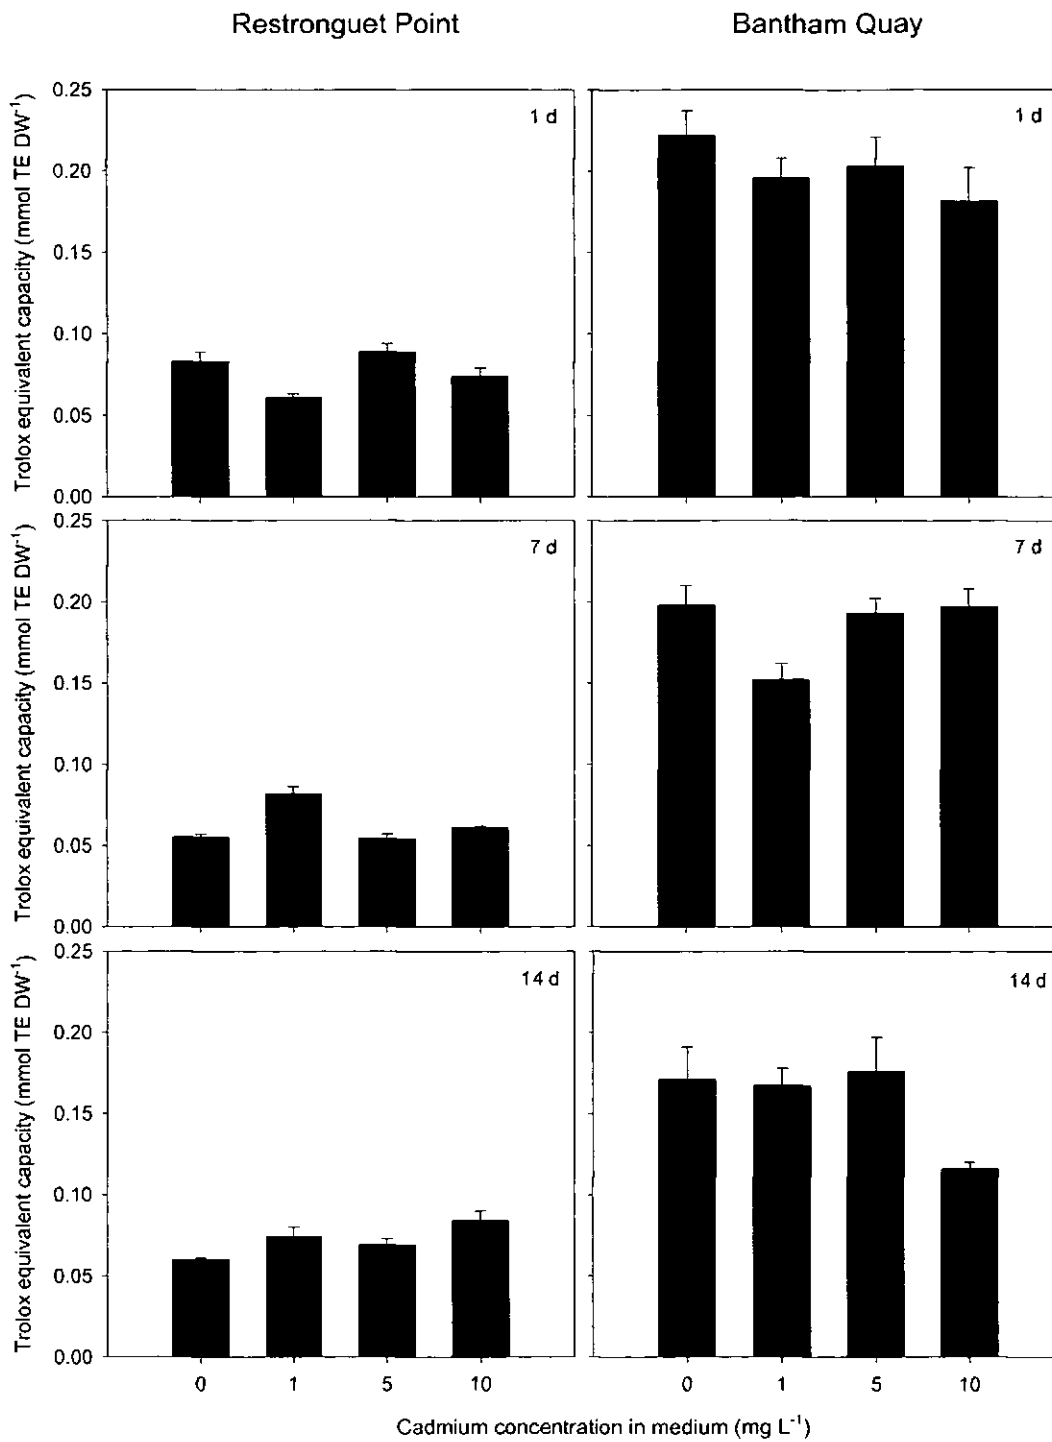 Restronguet Point
Bantham Quay
Trolox equivalent capacity (mmol TE DW⁻¹)
0.25
0.20
0.15
0.10
0.05
0.00
1 d
1 d
Trolox equivalent capacity (mmol TE DW⁻¹)
0.25
0.20
0.15
0.10
0.05
0.00
7 d
7 d
Trolox equivalent capacity (mmol TE DW⁻¹)
0.25
0.20
0.15
0.10
0.05
0.00
14 d
14 d
0 1 5 10
0 1 5 10
Cadmium concentration in medium (mg L⁻¹)